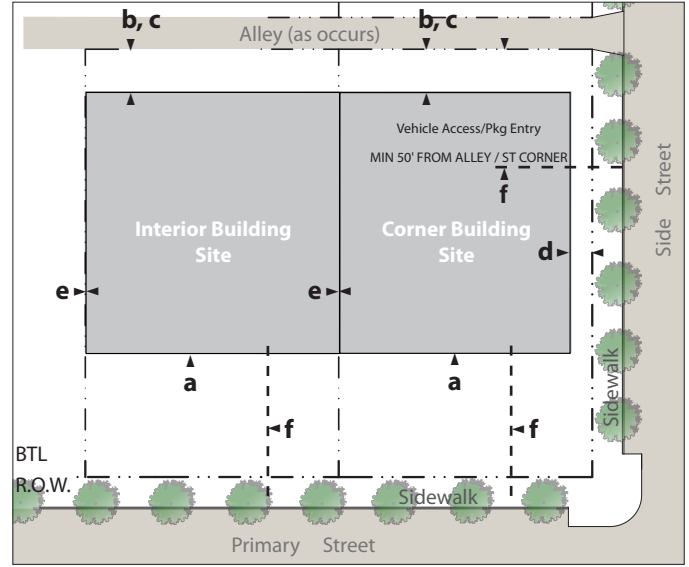 b, c
b, c
Alley (as occurs)
Vehicle Access/Pkg Entry
MIN 50' FROM ALLEY / ST CORNER
f
Interior Building
Site
Corner Building
Site
d
Side Street
e
e
a
a
f
f
Sidewalk
BTL
R.O.W.
Sidewalk
Primary Street